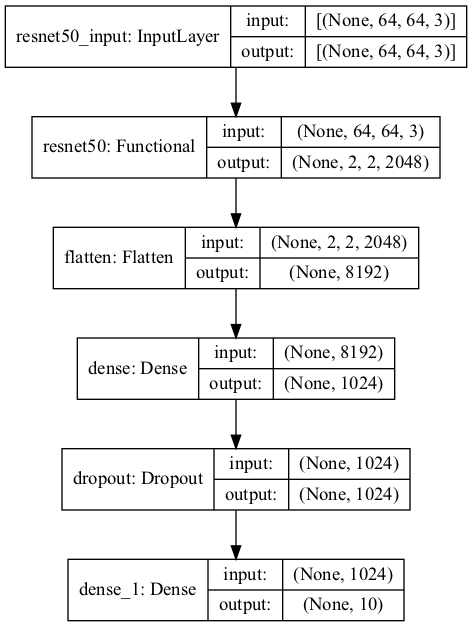 resnet50_input: InputLayer
input:
[(None, 64, 64, 3)]
output:
[(None, 64, 64, 3)]
resnet50: Functional
input:
(None, 64, 64, 3)
output:
(None, 2, 2, 2048)
flatten: Flatten
input:
(None, 2, 2, 2048)
output:
(None, 8192)
dense: Dense
input:
(None, 8192)
output:
(None, 1024)
dropout: Dropout
input:
(None, 1024)
output:
(None, 1024)
dense_1: Dense
input:
(None, 1024)
output:
(None, 10)